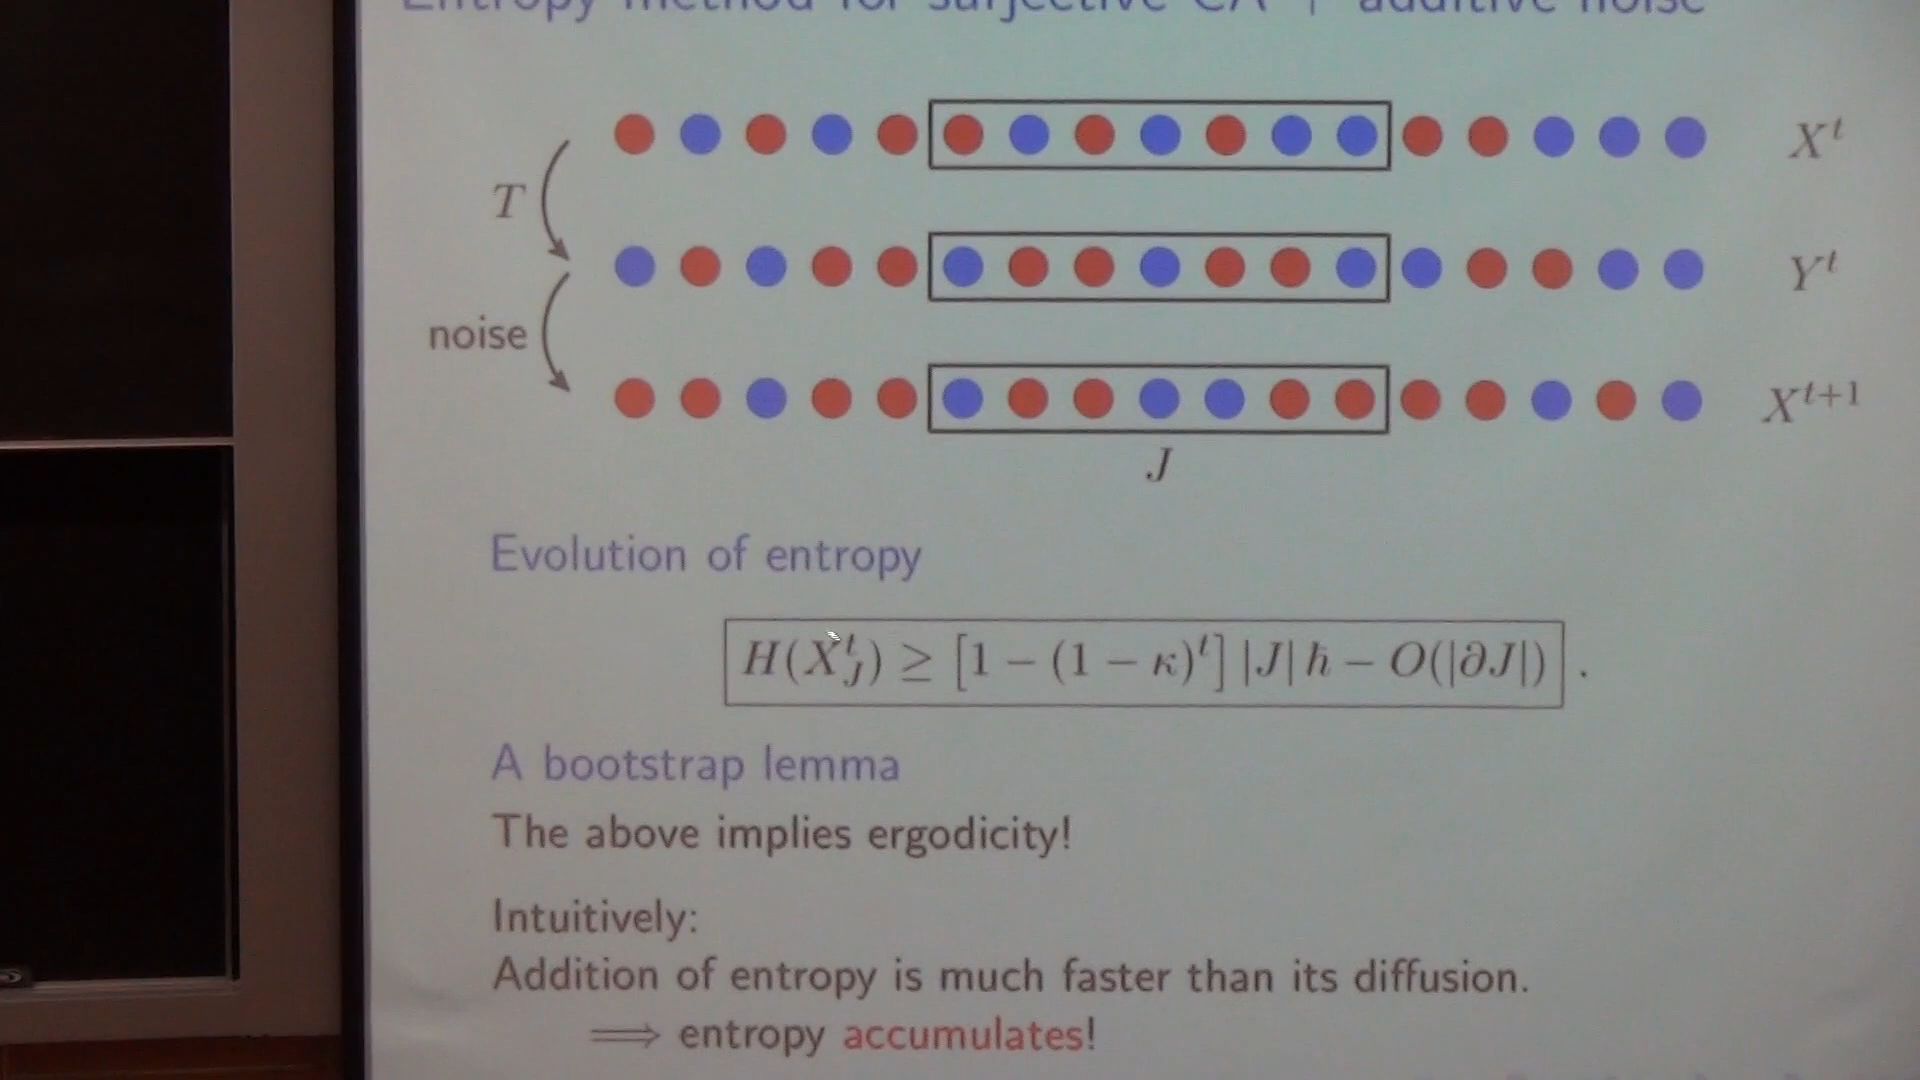 Entropy method for surjective CA + additive noise
X^t
T
Y^t
noise
X^{t+1}
J
Evolution of entropy
H(X_J^t) ≥ [1 − (1 − κ)^t] |J| ℏ − O(|∂J|) .
A bootstrap lemma
The above implies ergodicity!
Intuitively:
Addition of entropy is much faster than its diffusion.
⟹ entropy accumulates!